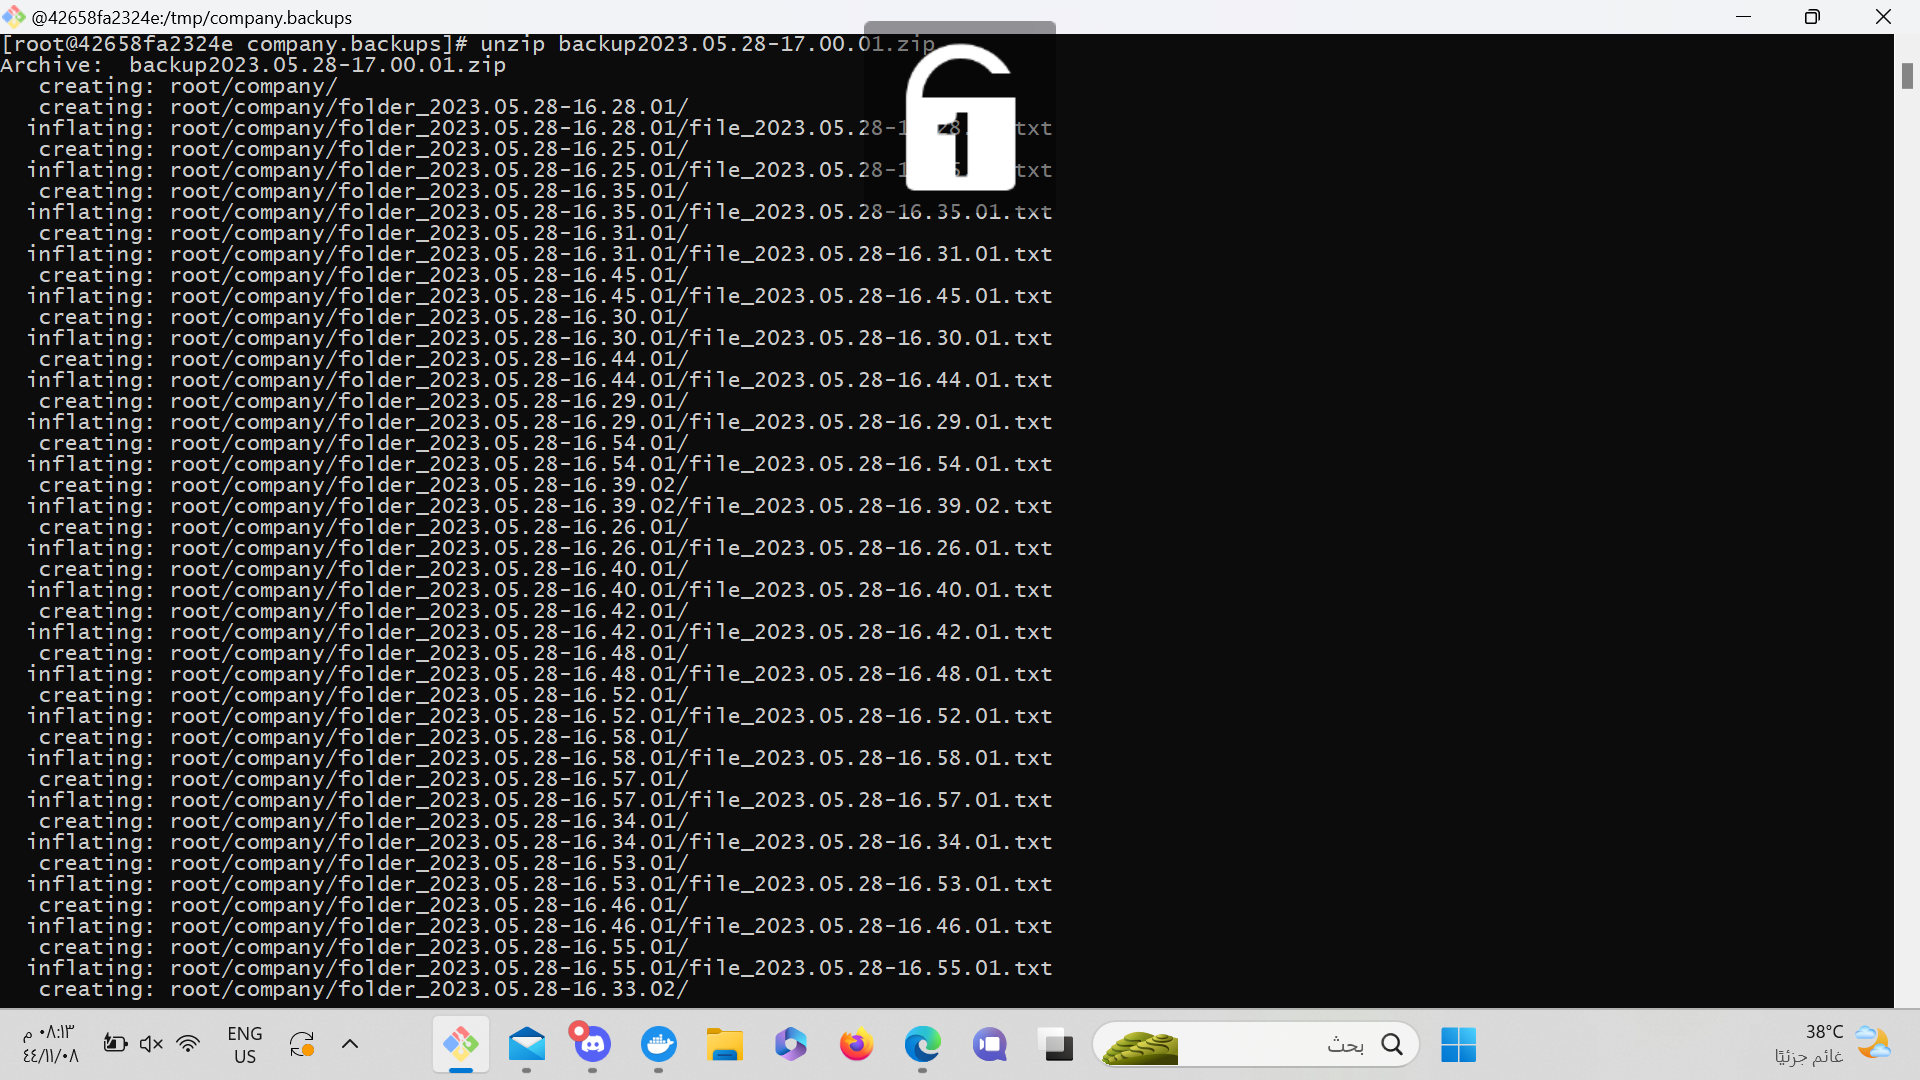 @42658fa2324e:/tmp/company.backups
[root@42658fa2324e company.backups]# unzip backup2023.05.28-17.00.01.zip
Archive:  backup2023.05.28-17.00.01.zip
   creating: root/company/
   creating: root/company/folder_2023.05.28-16.28.01/
  inflating: root/company/folder_2023.05.28-16.28.01/file_2023.05.28-16.28.01.txt
   creating: root/company/folder_2023.05.28-16.25.01/
  inflating: root/company/folder_2023.05.28-16.25.01/file_2023.05.28-16.25.01.txt
   creating: root/company/folder_2023.05.28-16.35.01/
  inflating: root/company/folder_2023.05.28-16.35.01/file_2023.05.28-16.35.01.txt
   creating: root/company/folder_2023.05.28-16.31.01/
  inflating: root/company/folder_2023.05.28-16.31.01/file_2023.05.28-16.31.01.txt
   creating: root/company/folder_2023.05.28-16.45.01/
  inflating: root/company/folder_2023.05.28-16.45.01/file_2023.05.28-16.45.01.txt
   creating: root/company/folder_2023.05.28-16.30.01/
  inflating: root/company/folder_2023.05.28-16.30.01/file_2023.05.28-16.30.01.txt
   creating: root/company/folder_2023.05.28-16.44.01/
  inflating: root/company/folder_2023.05.28-16.44.01/file_2023.05.28-16.44.01.txt
   creating: root/company/folder_2023.05.28-16.29.01/
  inflating: root/company/folder_2023.05.28-16.29.01/file_2023.05.28-16.29.01.txt
   creating: root/company/folder_2023.05.28-16.54.01/
  inflating: root/company/folder_2023.05.28-16.54.01/file_2023.05.28-16.54.01.txt
   creating: root/company/folder_2023.05.28-16.39.02/
  inflating: root/company/folder_2023.05.28-16.39.02/file_2023.05.28-16.39.02.txt
   creating: root/company/folder_2023.05.28-16.26.01/
  inflating: root/company/folder_2023.05.28-16.26.01/file_2023.05.28-16.26.01.txt
   creating: root/company/folder_2023.05.28-16.40.01/
  inflating: root/company/folder_2023.05.28-16.40.01/file_2023.05.28-16.40.01.txt
   creating: root/company/folder_2023.05.28-16.42.01/
  inflating: root/company/folder_2023.05.28-16.42.01/file_2023.05.28-16.42.01.txt
   creating: root/company/folder_2023.05.28-16.48.01/
  inflating: root/company/folder_2023.05.28-16.48.01/file_2023.05.28-16.48.01.txt
   creating: root/company/folder_2023.05.28-16.52.01/
  inflating: root/company/folder_2023.05.28-16.52.01/file_2023.05.28-16.52.01.txt
   creating: root/company/folder_2023.05.28-16.58.01/
  inflating: root/company/folder_2023.05.28-16.58.01/file_2023.05.28-16.58.01.txt
   creating: root/company/folder_2023.05.28-16.57.01/
  inflating: root/company/folder_2023.05.28-16.57.01/file_2023.05.28-16.57.01.txt
   creating: root/company/folder_2023.05.28-16.34.01/
  inflating: root/company/folder_2023.05.28-16.34.01/file_2023.05.28-16.34.01.txt
   creating: root/company/folder_2023.05.28-16.53.01/
  inflating: root/company/folder_2023.05.28-16.53.01/file_2023.05.28-16.53.01.txt
   creating: root/company/folder_2023.05.28-16.46.01/
  inflating: root/company/folder_2023.05.28-16.46.01/file_2023.05.28-16.46.01.txt
   creating: root/company/folder_2023.05.28-16.55.01/
  inflating: root/company/folder_2023.05.28-16.55.01/file_2023.05.28-16.55.01.txt
   creating: root/company/folder_2023.05.28-16.33.02/
1
٠٨:١٣ م
٤٤/١١/٠٨
ENG
US
بحث
38°C
غائم جزئيًا